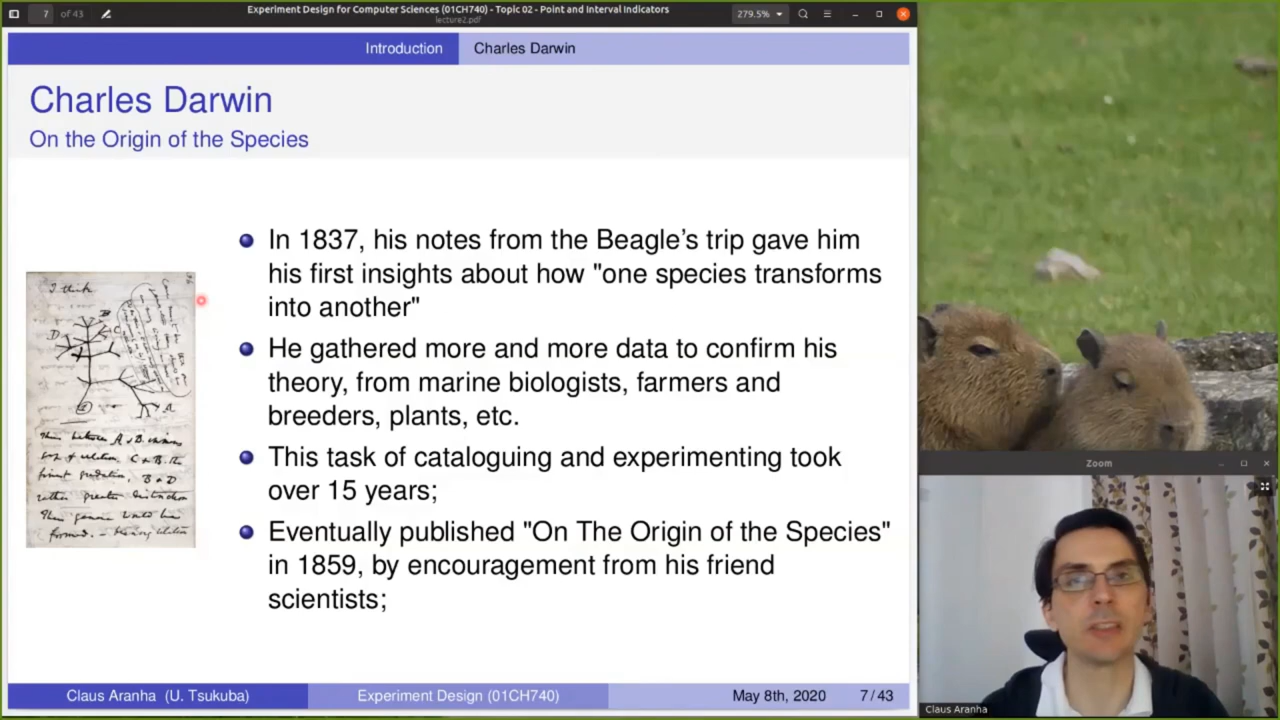 7 of 43
Experiment Design for Computer Sciences (01CH740) - Topic 02 - Point and Interval Indicators
lecture2.pdf
279.5%
Introduction Charles Darwin
Charles Darwin
On the Origin of the Species
I think
B
C
D
A
In 1837, his notes from the Beagle's trip gave him
his first insights about how "one species transforms
into another"
He gathered more and more data to confirm his
theory, from marine biologists, farmers and
breeders, plants, etc.
This task of cataloguing and experimenting took
over 15 years;
Eventually published "On The Origin of the Species"
in 1859, by encouragement from his friend
scientists;
Claus Aranha (U. Tsukuba) Experiment Design (01CH740) May 8th, 2020 7 / 43
Zoom
Claus Aranha